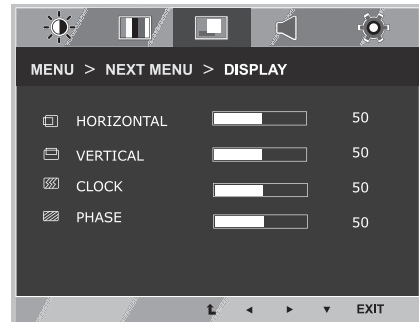 MENU > NEXT MENU > DISPLAY
HORIZONTAL 50
VERTICAL 50
CLOCK 50
PHASE 50
EXIT